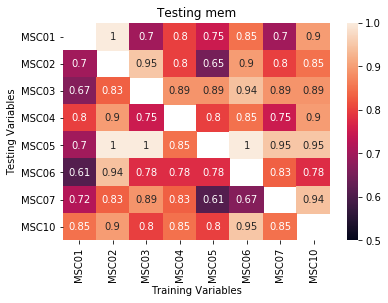 Testing mem
Testing Variables
MSC01 1 0.7 0.8 0.75 0.85 0.7 0.9
MSC02 0.7 0.95 0.8 0.65 0.9 0.8 0.85
MSC03 0.67 0.83 0.89 0.89 0.94 0.89 0.89
MSC04 0.8 0.9 0.75 0.8 0.85 0.75 0.9
MSC05 0.7 1 1 0.85 1 0.95 0.95
MSC06 0.61 0.94 0.78 0.78 0.78 0.83 0.78
MSC07 0.72 0.83 0.89 0.83 0.61 0.67 0.94
MSC10 0.85 0.9 0.8 0.85 0.8 0.95 0.85
MSC01 MSC02 MSC03 MSC04 MSC05 MSC06 MSC07 MSC10
Training Variables
1.0
0.9
0.8
0.7
0.6
0.5